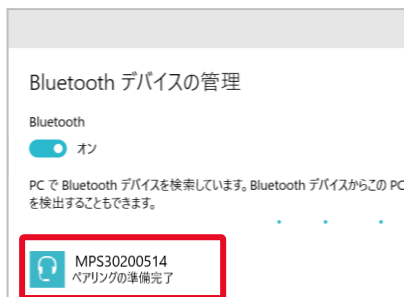 Bluetooth デバイスの管理
Bluetooth
オン
PC で Bluetooth デバイスを検索しています。Bluetooth デバイスからこの PC
を検出することもできます。
MPS30200514
ペアリングの準備完了